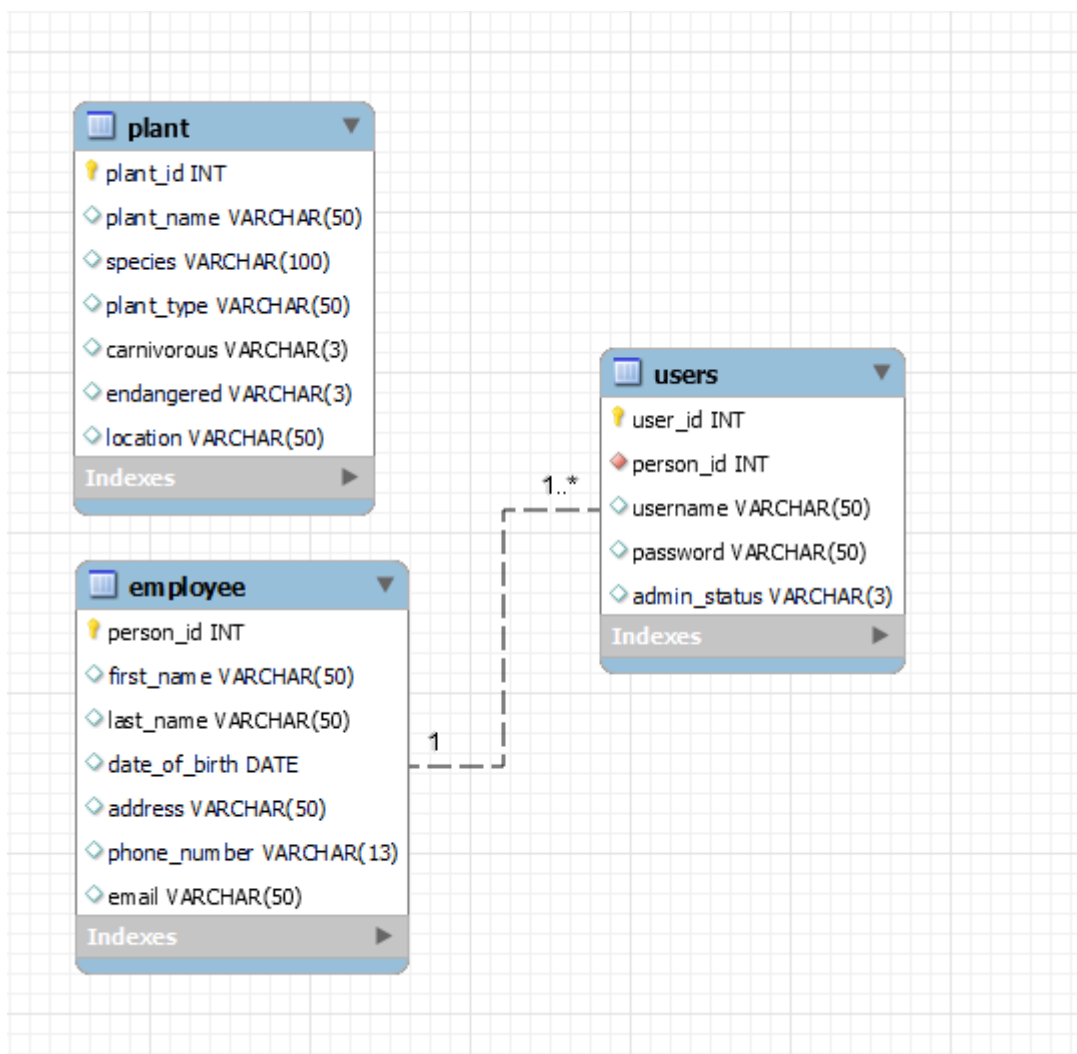 plant
plant_id INT
plant_name VARCHAR(50)
species VARCHAR(100)
plant_type VARCHAR(50)
carnivorous VARCHAR(3)
endangered VARCHAR(3)
location VARCHAR(50)
Indexes
employee
person_id INT
first_name VARCHAR(50)
last_name VARCHAR(50)
date_of_birth DATE
address VARCHAR(50)
phone_number VARCHAR(13)
email VARCHAR(50)
Indexes
1
1..*
users
user_id INT
person_id INT
username VARCHAR(50)
password VARCHAR(50)
admin_status VARCHAR(3)
Indexes